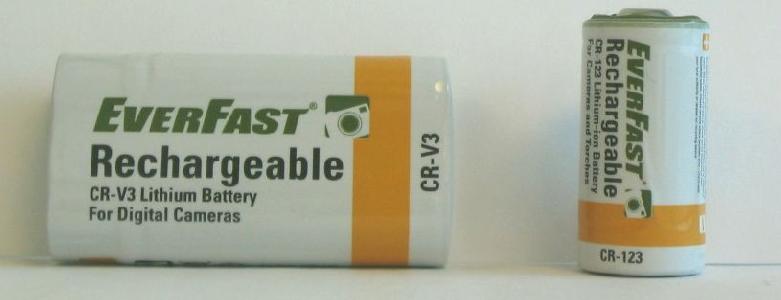 EVERFAST®
Rechargeable
CR-V3 Lithium Battery
For Digital Cameras
CR-V3
EVERFAST
Rechargeable
CR-123 Lithium-ion Battery
For Cameras and Torches
CR-123